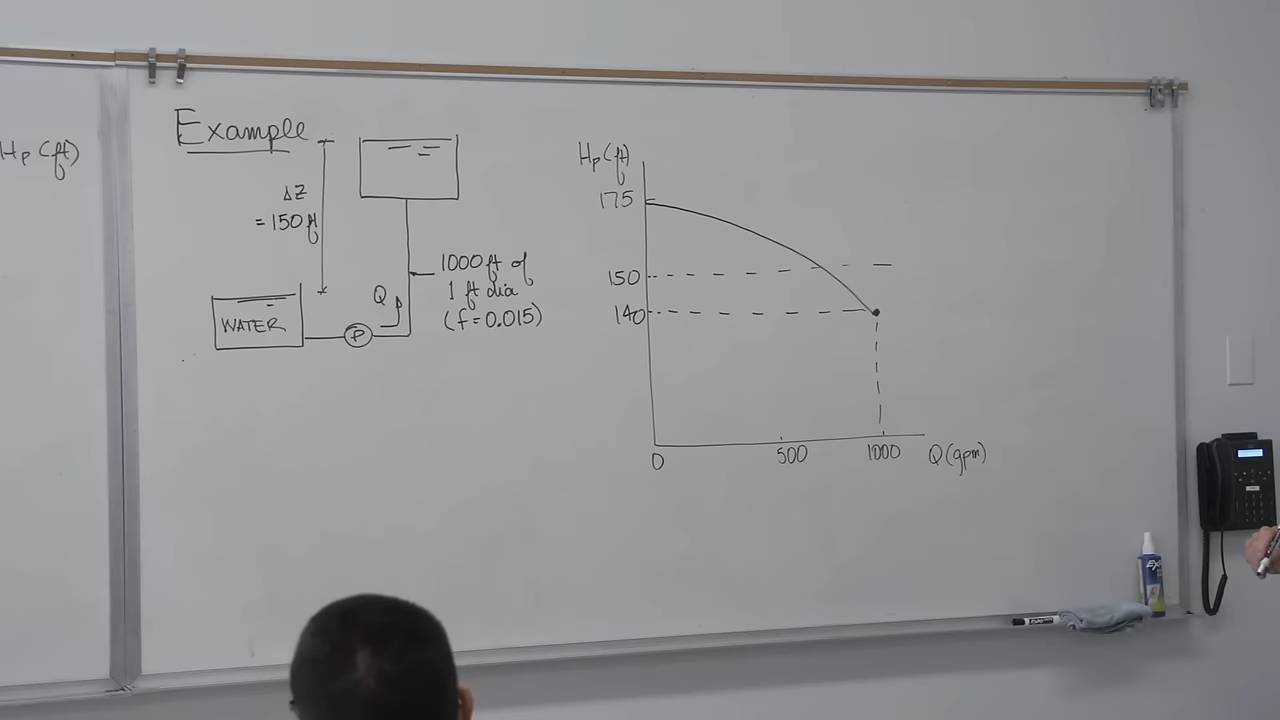 Hp (ft)
Example
ΔZ
= 150 ft
WATER
P
Q
1000 ft of
1 ft dia
(f = 0.015)
Hp (ft)
175
150
140
0
500
1000
Q (gpm)